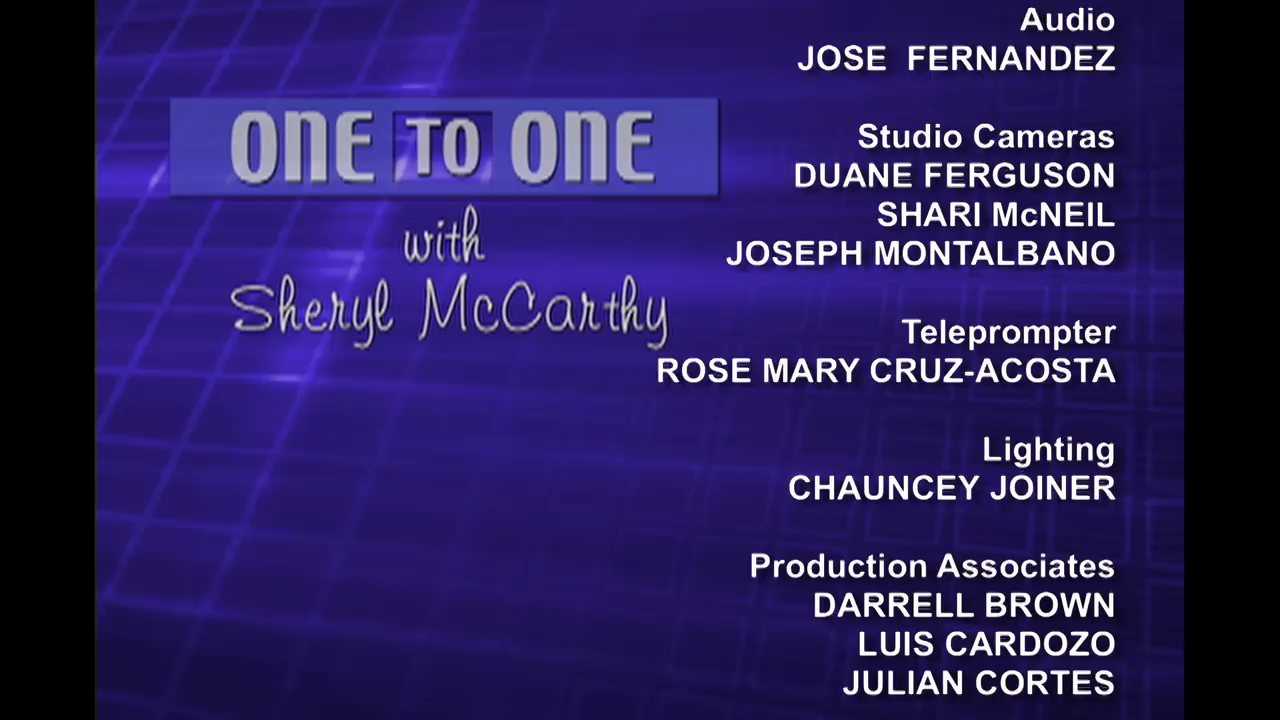 ONE TO ONE
with
Sheryl McCarthy
Audio
JOSE FERNANDEZ
Studio Cameras
DUANE FERGUSON
SHARI McNEIL
JOSEPH MONTALBANO
Teleprompter
ROSE MARY CRUZ-ACOSTA
Lighting
CHAUNCEY JOINER
Production Associates
DARRELL BROWN
LUIS CARDOZO
JULIAN CORTES